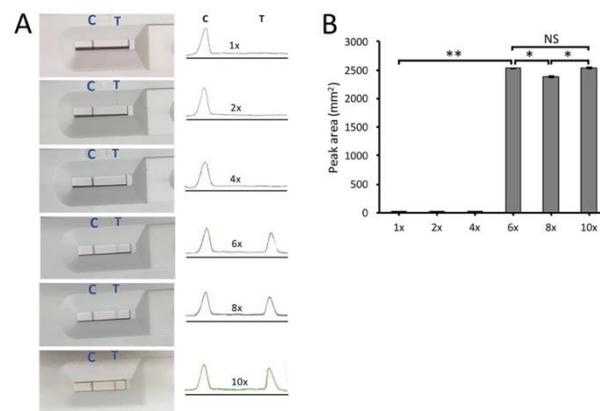 A
C T
C T
1x
C T
2x
C T
4x
C T
6x
C T
8x
C T
10x
B
NS
** * *
Peak area (mm²)
3000
2500
2000
1500
1000
500
0
1x 2x 4x 6x 8x 10x